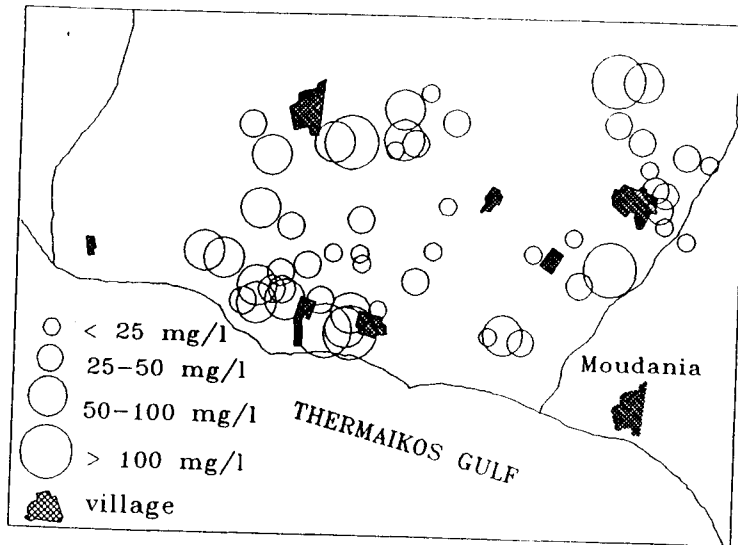 Moudania
< 25 mg/l
25-50 mg/l
50-100 mg/l
> 100 mg/l
village
THERMAIKOS GULF